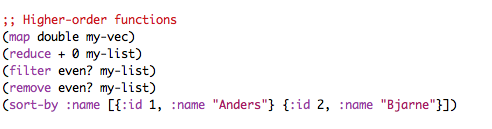 ;; Higher-order functions
(map double my-vec)
(reduce + 0 my-list)
(filter even? my-list)
(remove even? my-list)
(sort-by :name [{:id 1, :name "Anders"} {:id 2, :name "Bjarne"}])